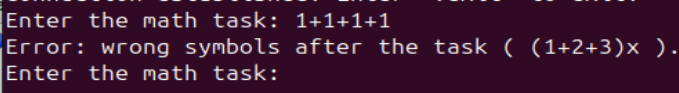 Enter the math task: 1+1+1+1
Error: wrong symbols after the task ( (1+2+3)x ).
Enter the math task: